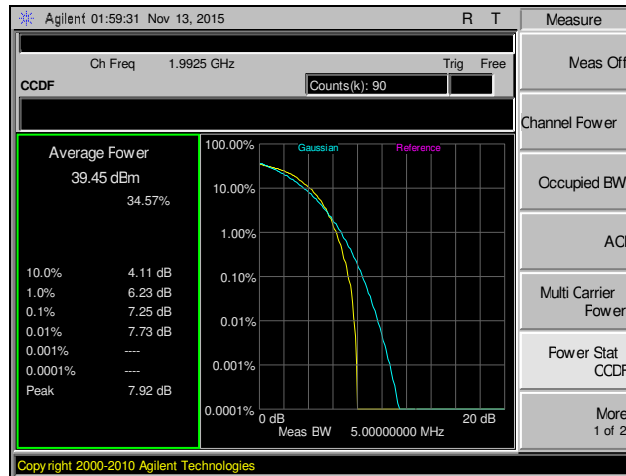 Agilent 01:59:31 Nov 13, 2015 R T
Measure
Ch Freq 1.9925 GHz Trig Free
CCDF Counts(k): 90
Meas Off
Channel Fower
Occupied BW
ACP
Multi Carrier
Fower
Fower Stat
CCDF
More
1 of 2
Average Fower
39.45 dBm
34.57%
10.0% 4.11 dB
1.0% 6.23 dB
0.1% 7.25 dB
0.01% 7.73 dB
0.001% ----
0.0001% ----
Peak 7.92 dB
Gaussian Reference
100.00%
10.00%
1.00%
0.10%
0.01%
0.001%
0.0001%
0 dB 20 dB
Meas BW 5.00000000 MHz
Copyright 2000-2010 Agilent Technologies